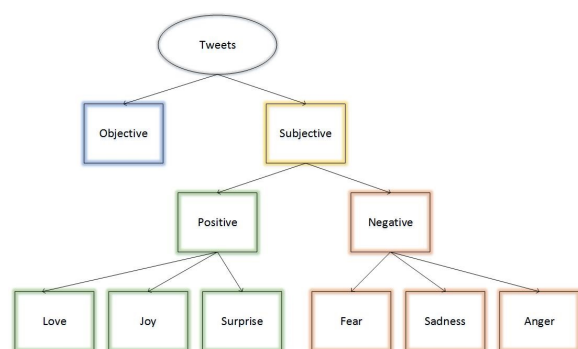 Tweets
Objective
Subjective
Positive
Negative
Love
Joy
Surprise
Fear
Sadness
Anger